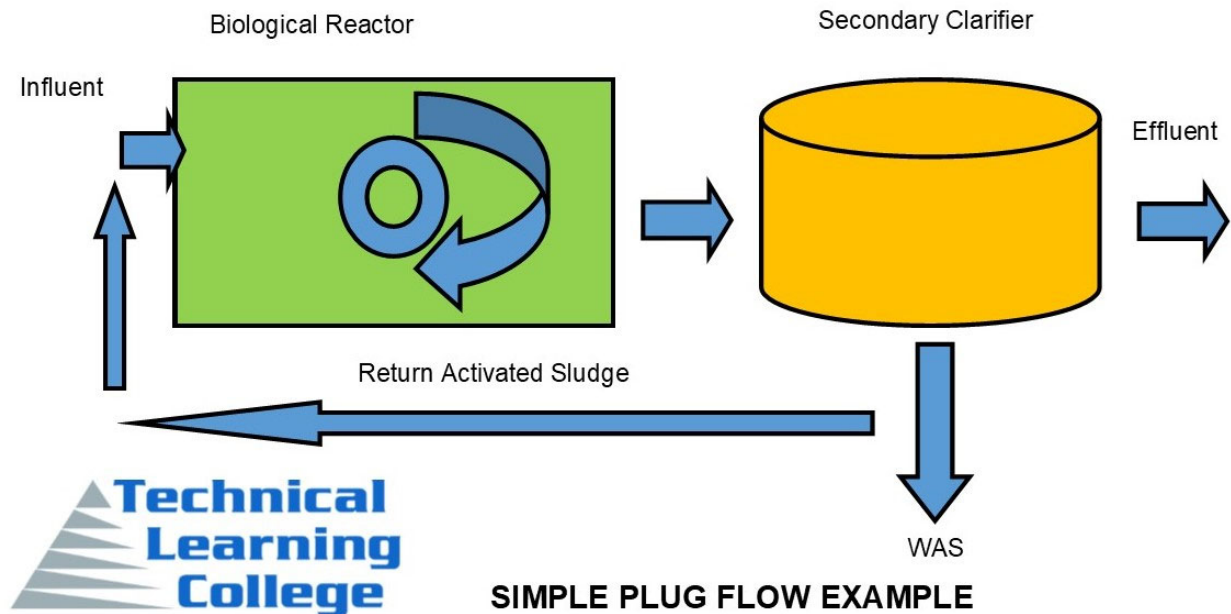 Biological Reactor
Secondary Clarifier
Influent
Effluent
Return Activated Sludge
WAS
Technical
Learning
College
SIMPLE PLUG FLOW EXAMPLE